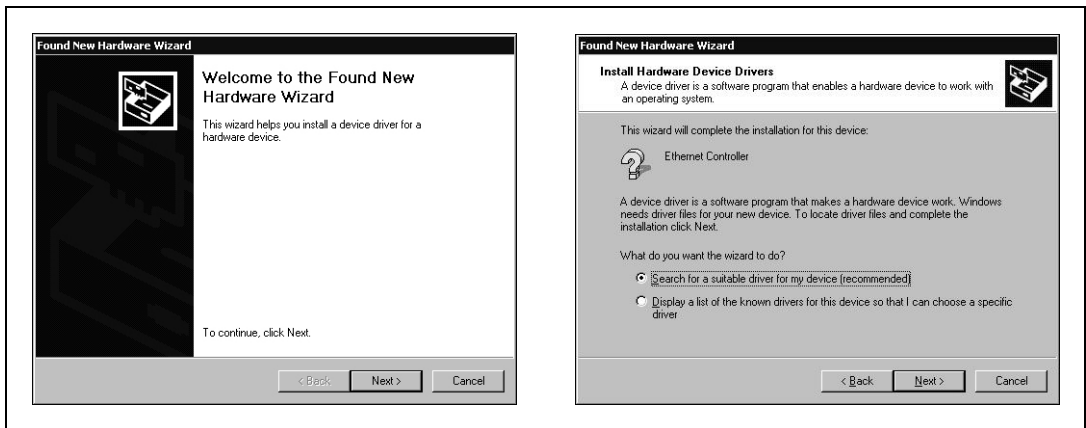 Found New Hardware Wizard
Welcome to the Found New
Hardware Wizard
This wizard helps you install a device driver for a
hardware device.
To continue, click Next.
< Back
Next >
Cancel
Found New Hardware Wizard
Install Hardware Device Drivers
A device driver is a software program that enables a hardware device to work with
an operating system.
This wizard will complete the installation for this device:
Ethernet Controller
A device driver is a software program that makes a hardware device work. Windows
needs driver files for your new device. To locate driver files and complete the
installation click Next.
What do you want the wizard to do?
Search for a suitable driver for my device (recommended)
Display a list of the known drivers for this device so that I can choose a specific
driver
< Back
Next >
Cancel